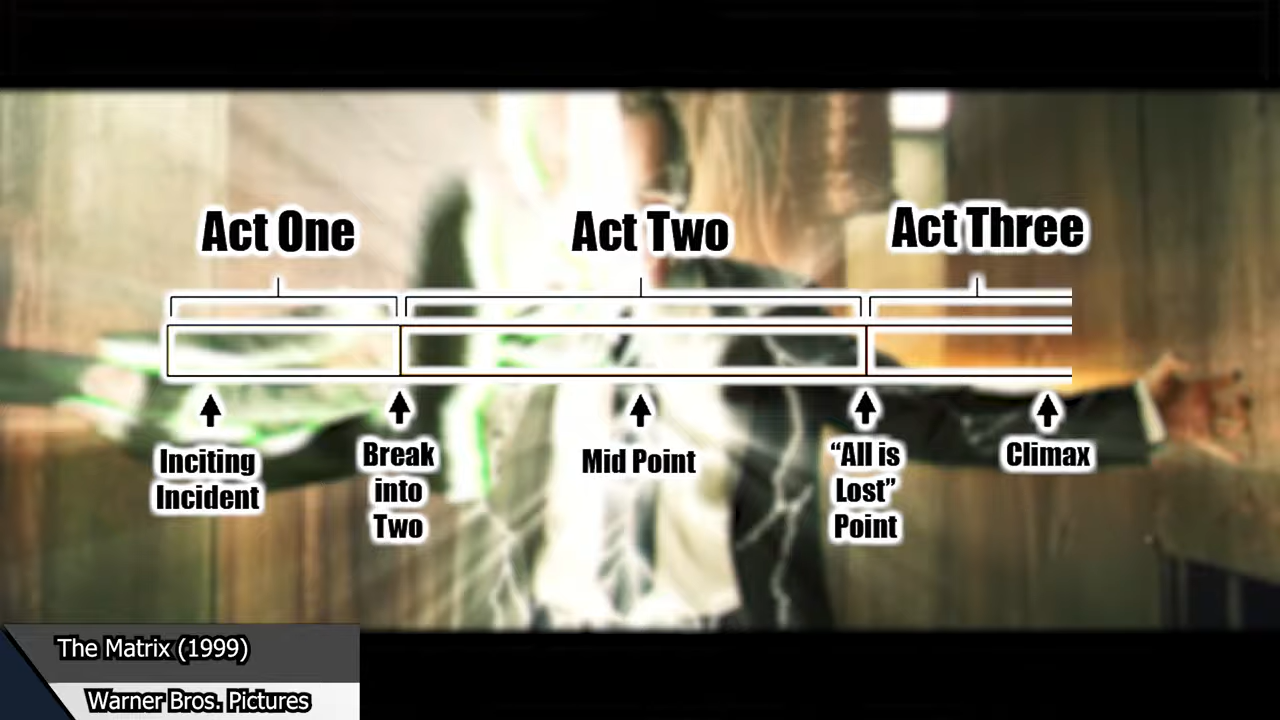 Act One
Act Two
Act Three
Inciting
Incident
Break
into
Two
Mid Point
“All is
Lost”
Point
Climax
The Matrix (1999)
Warner Bros. Pictures